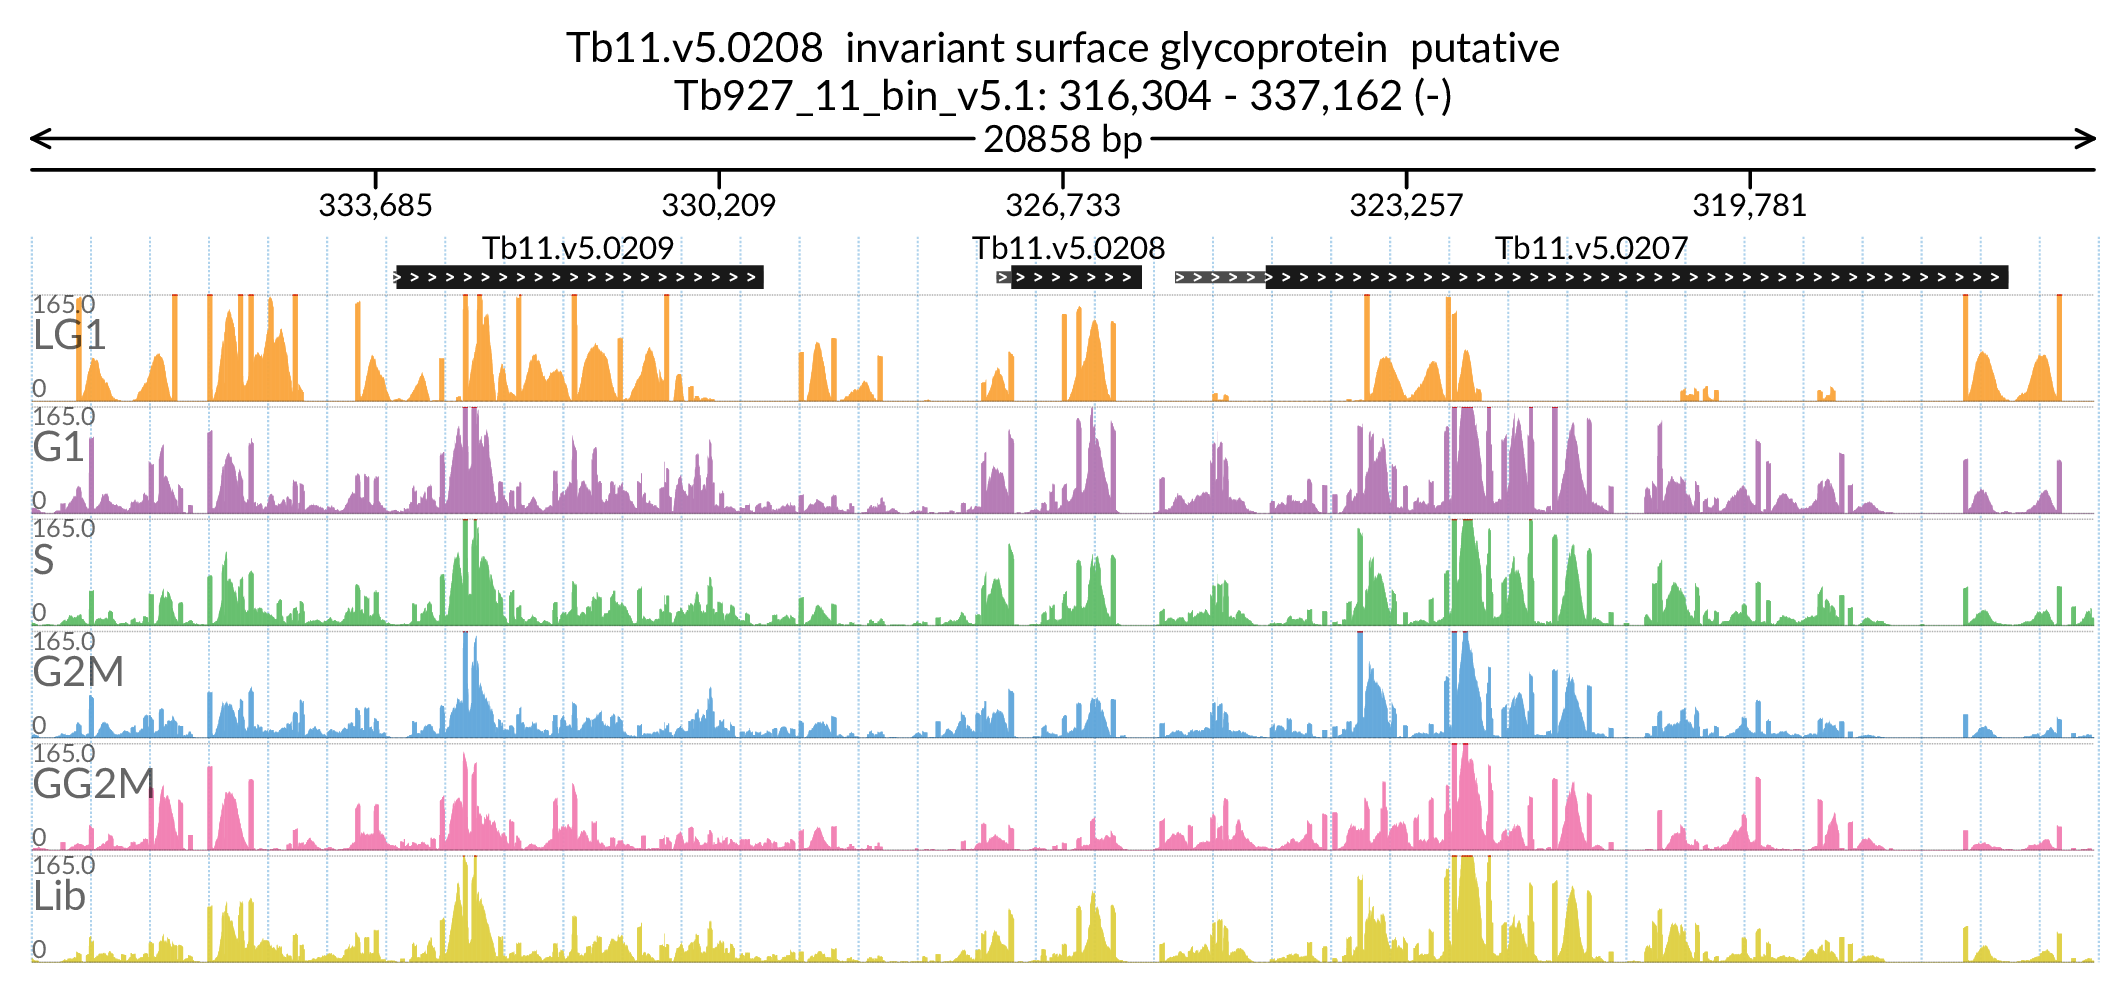 Tb11.v5.0208 invariant surface glycoprotein putative
Tb927_11_bin_v5.1: 316,304 - 337,162 (-)
20858 bp
333,685 330,209 326,733 323,257 319,781
Tb11.v5.0209 Tb11.v5.0208 Tb11.v5.0207
165.0
LG1
0
165.0
G1
0
165.0
S
0
165.0
G2M
0
165.0
GG2M
0
165.0
Lib
0